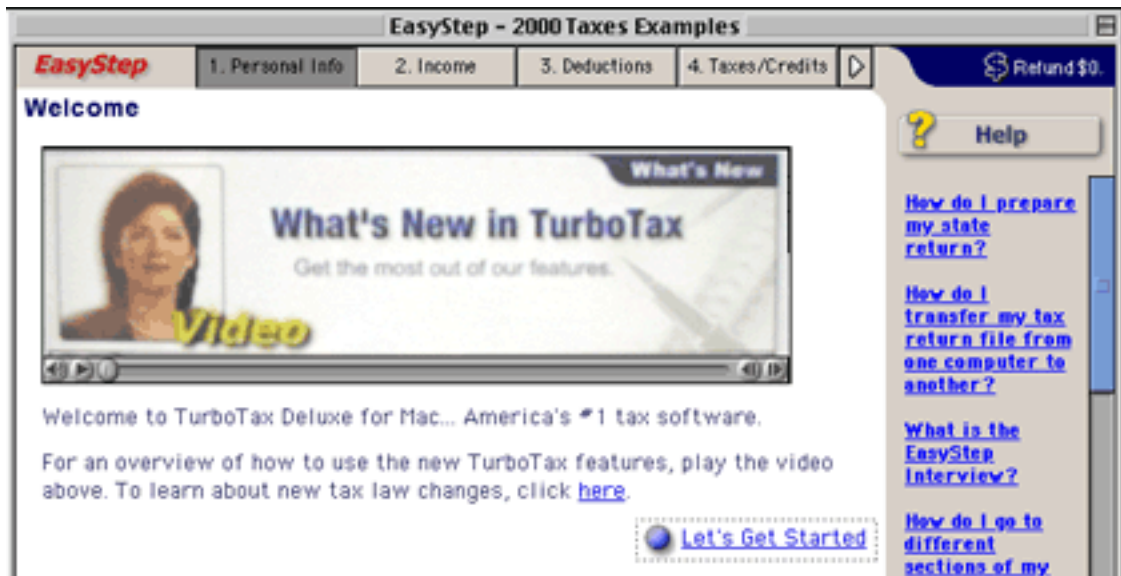 EasyStep - 2000 Taxes Examples
EasyStep
1. Personal Info
2. Income
3. Deductions
4. Taxes/Credits
Refund $0.
Welcome
Help
What's New
What's New in TurboTax
Get the most out of our features.
Video
Welcome to TurboTax Deluxe for Mac... America's #1 tax software.
For an overview of how to use the new TurboTax features, play the video
above. To learn about new tax law changes, click here.
Let's Get Started
How do I prepare
my state
return?
How do I
transfer my tax
return file from
one computer to
another?
What is the
EasyStep
Interview?
How do I go to
different
sections of my